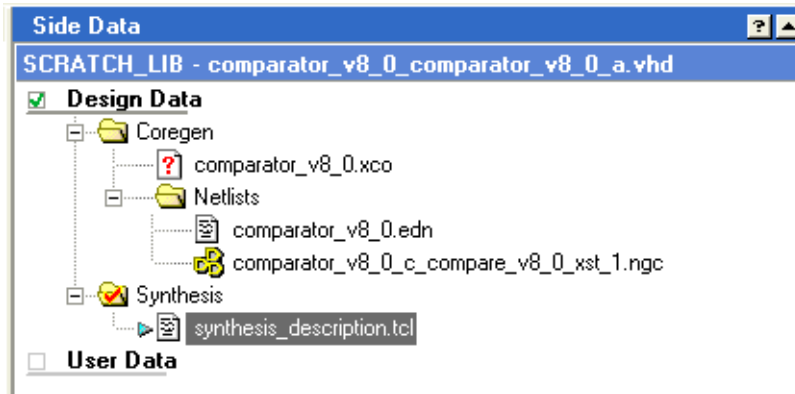 Side Data
?
SCRATCH_LIB - comparator_v8_0_comparator_v8_0_a.vhd
Design Data
Coregen
? comparator_v8_0.xco
Netlists
comparator_v8_0.edn
comparator_v8_0_c_compare_v8_0_xst_1.ngc
Synthesis
synthesis_description.tcl
User Data